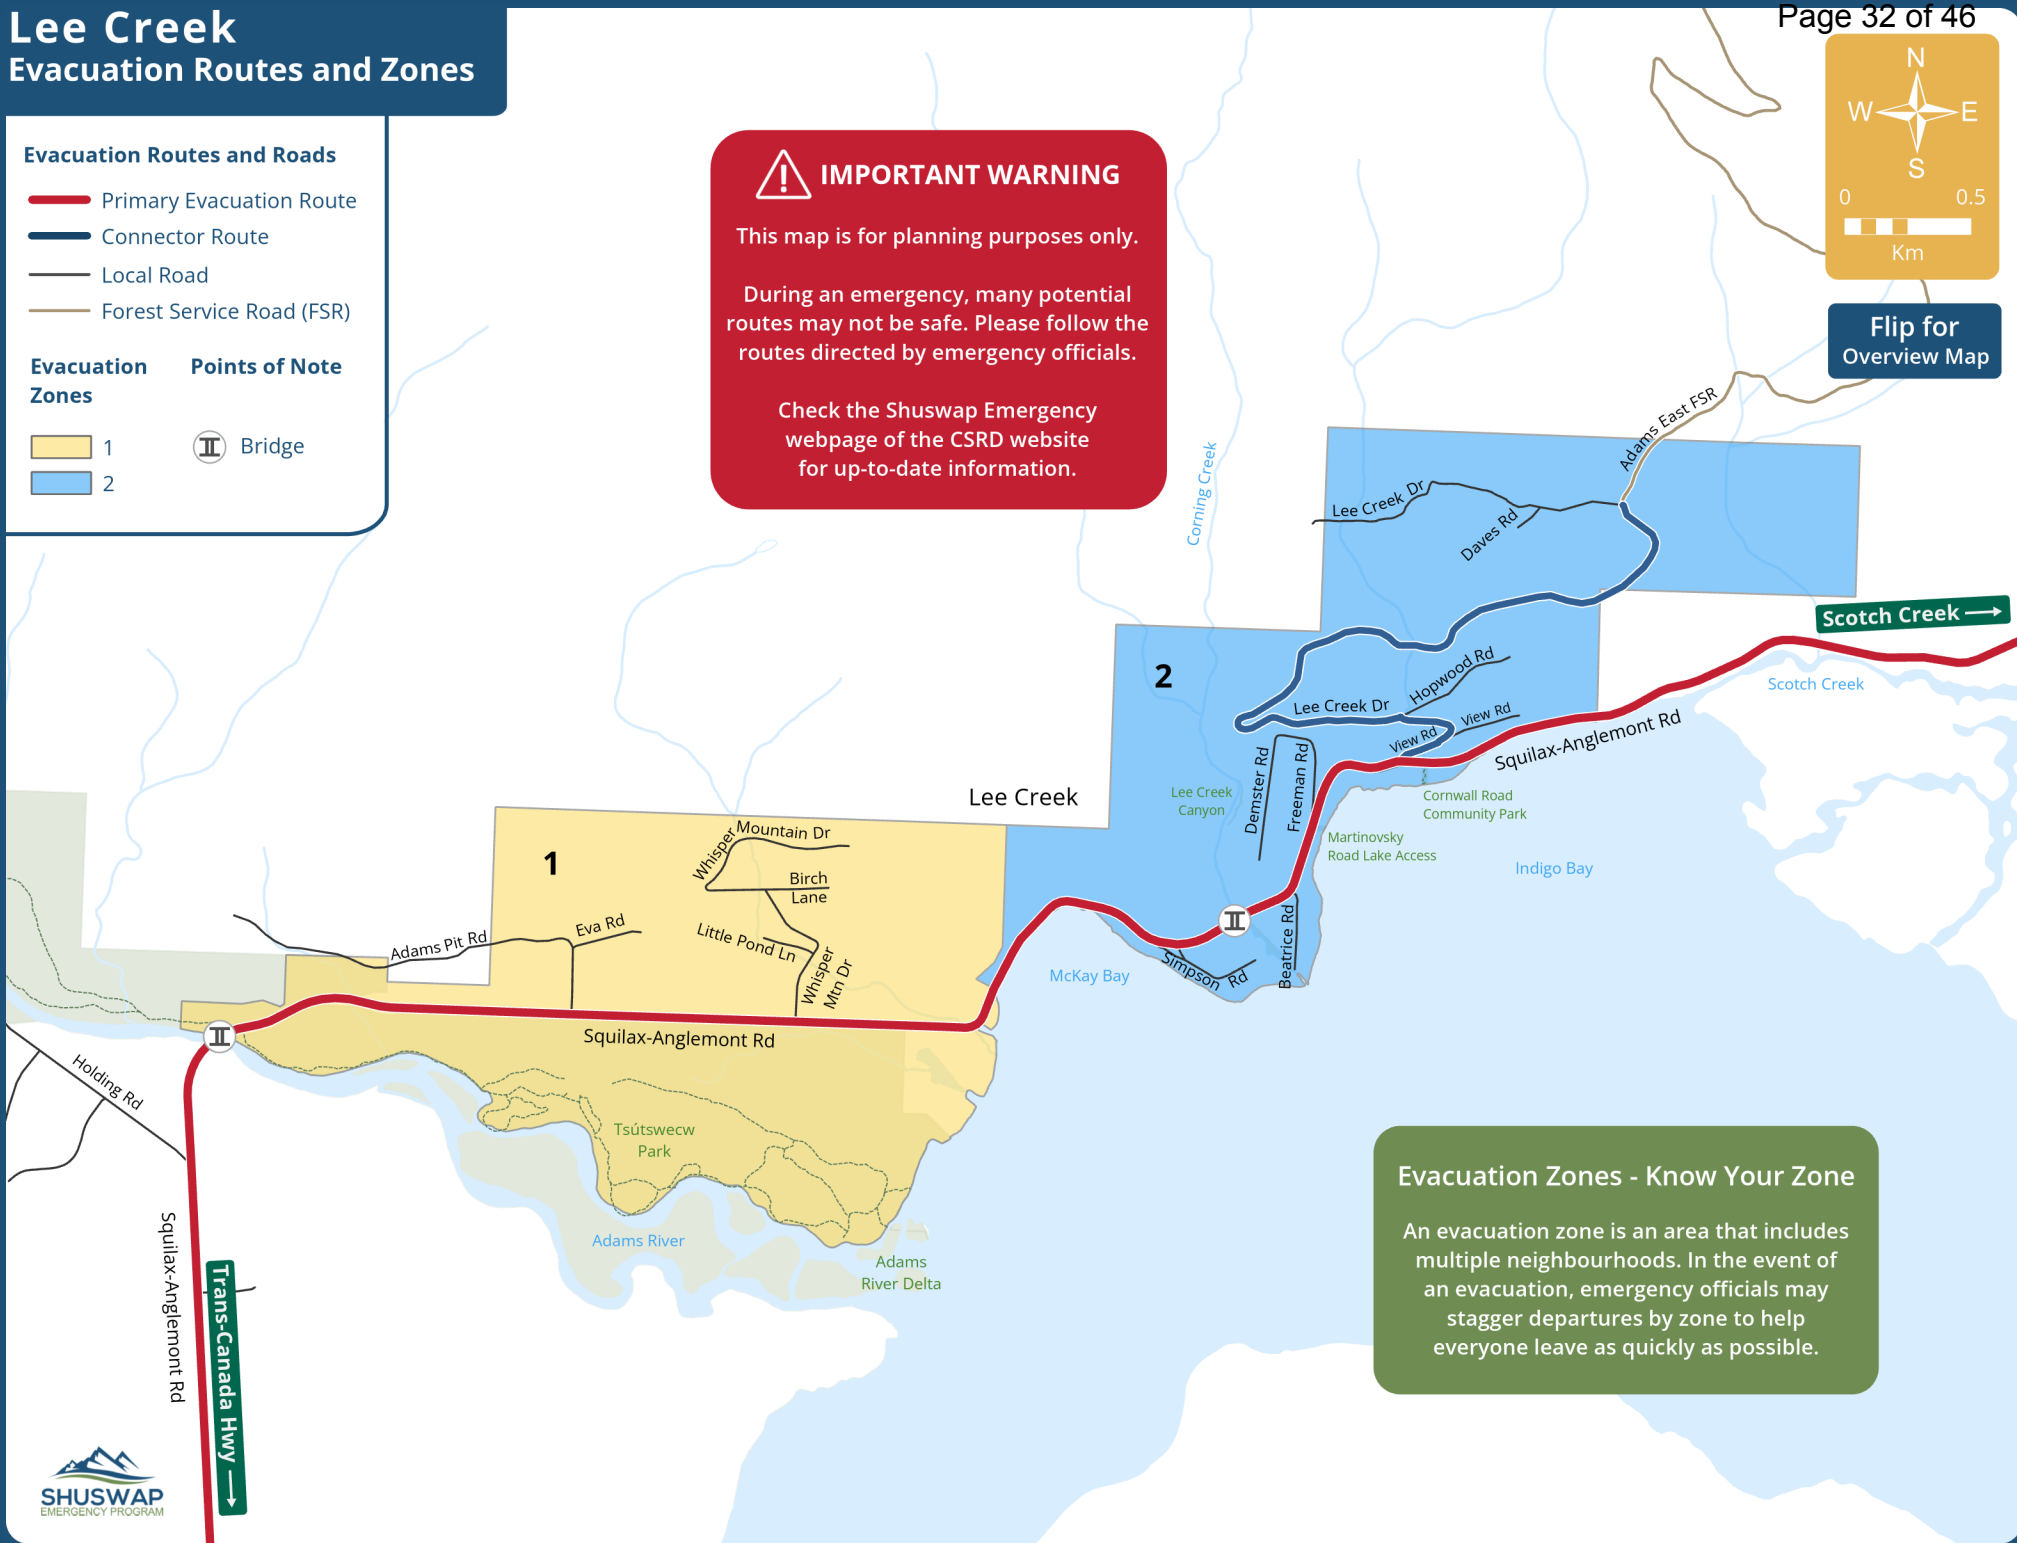 Page 32 of 46
Lee Creek
Evacuation Routes and Zones
Evacuation Routes and Roads
Primary Evacuation Route
Connector Route
Local Road
Forest Service Road (FSR)
Evacuation
Zones
Points of Note
1
2
Bridge
IMPORTANT WARNING
This map is for planning purposes only.
During an emergency, many potential
routes may not be safe. Please follow the
routes directed by emergency officials.
Check the Shuswap Emergency
webpage of the CSRD website
for up-to-date information.
N
W
E
S
0
0.5
Km
Flip for
Overview Map
Adams East FSR
Corning Creek
Lee Creek Dr
Daves Rd
Scotch Creek
2
Hopwood Rd
Scotch Creek
Lee Creek Dr
View Rd
View Rd
Squilax-Anglemont Rd
Demster Rd
Freeman Rd
Lee Creek
Canyon
Lee Creek
Cornwall Road
Community Park
Martinovsky
Road Lake Access
Indigo Bay
1
Whisper
Mountain Dr
Birch
Lane
Eva Rd
Adams Pit Rd
Little Pond Ln
Whisper
Mtn Dr
McKay Bay
Simpson Rd
Beatrice Rd
Squilax-Anglemont Rd
Holding Rd
Tsútswecw
Park
Adams River
Adams
River Delta
Squilax-Anglemont Rd
Trans-Canada Hwy
Evacuation Zones - Know Your Zone
An evacuation zone is an area that includes
multiple neighbourhoods. In the event of
an evacuation, emergency officials may
stagger departures by zone to help
everyone leave as quickly as possible.
SHUSWAP
EMERGENCY PROGRAM